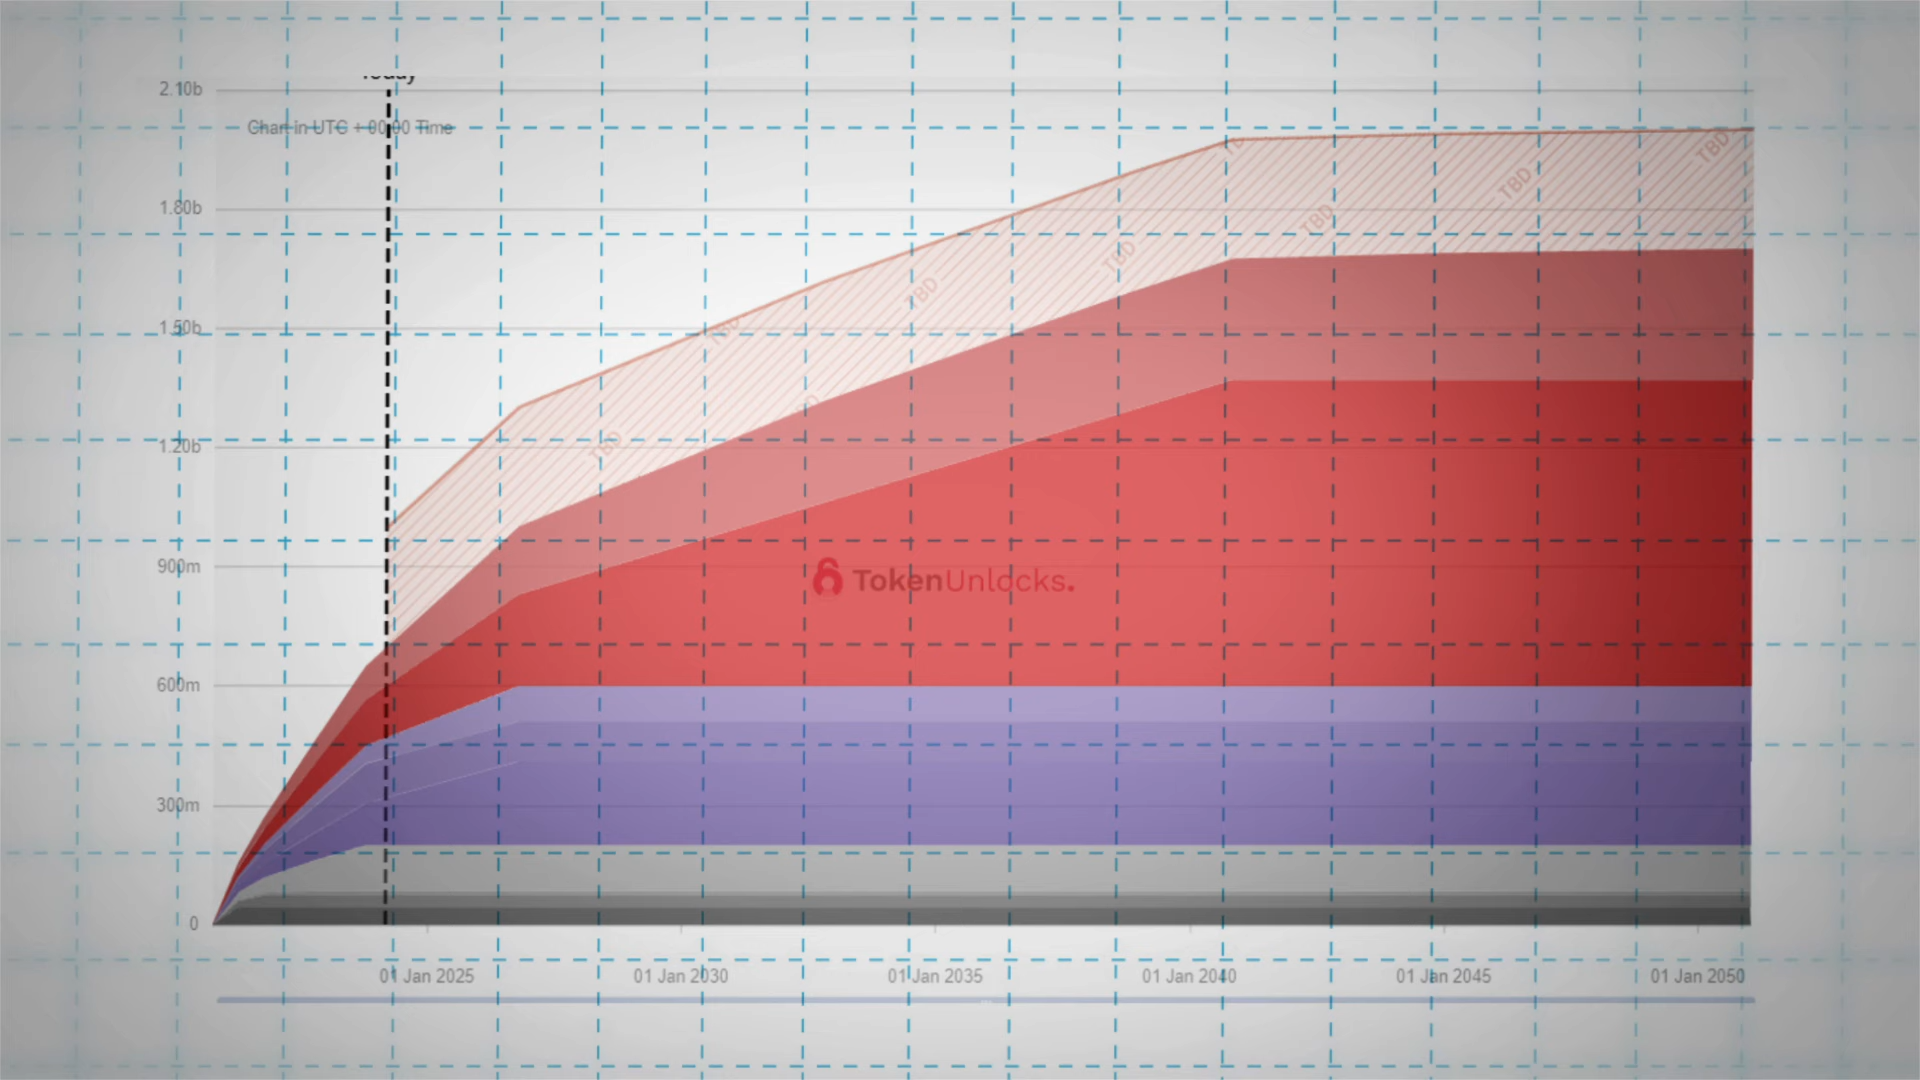 Today
2.10b
Chart in UTC + 00:00 Time
1.80b
1.50b
1.20b
900m
600m
300m
0
TBD
TBD
TBD
TBD
TBD
TBD
TBD
TokenUnlocks.
01 Jan 2025
01 Jan 2030
01 Jan 2035
01 Jan 2040
01 Jan 2045
01 Jan 2050